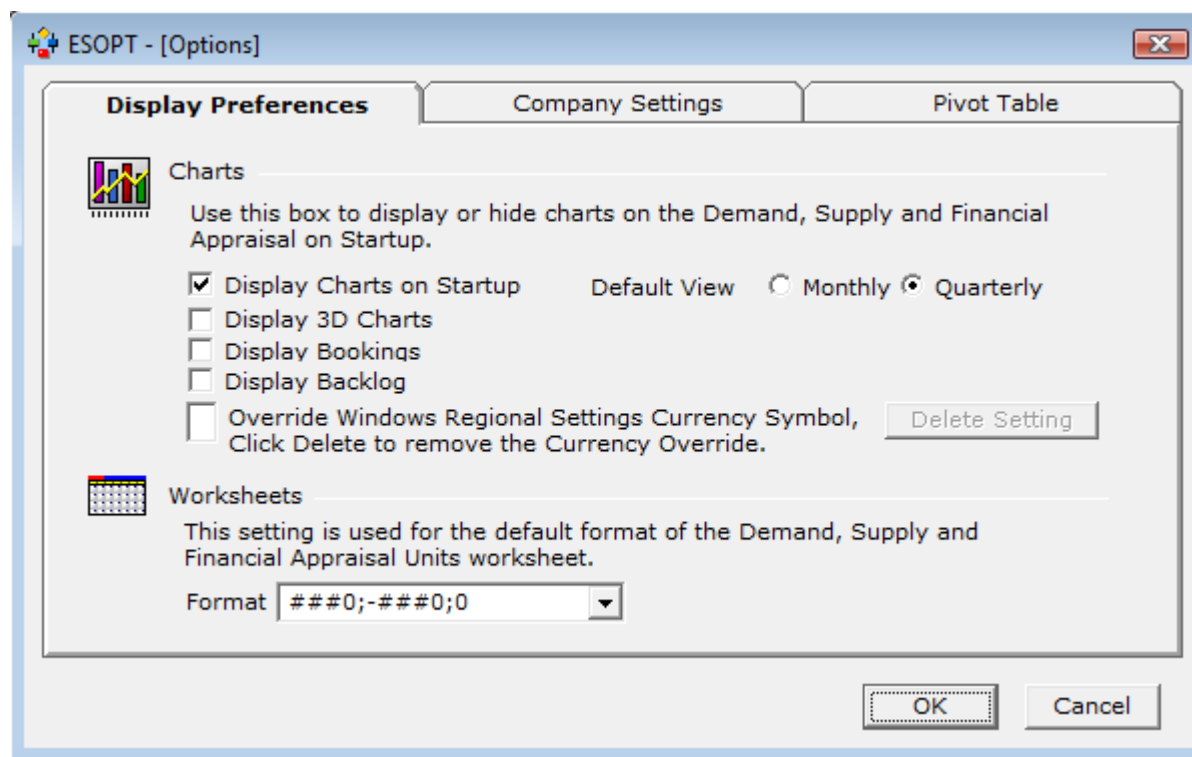 ESOPT - [Options]
Display Preferences Company Settings Pivot Table
Charts
Use this box to display or hide charts on the Demand, Supply and Financial
Appraisal on Startup.
Display Charts on Startup Default View Monthly Quarterly
Display 3D Charts
Display Bookings
Display Backlog
Override Windows Regional Settings Currency Symbol, Delete Setting
Click Delete to remove the Currency Override.
Worksheets
This setting is used for the default format of the Demand, Supply and
Financial Appraisal Units worksheet.
Format ###0;-###0;0
OK Cancel